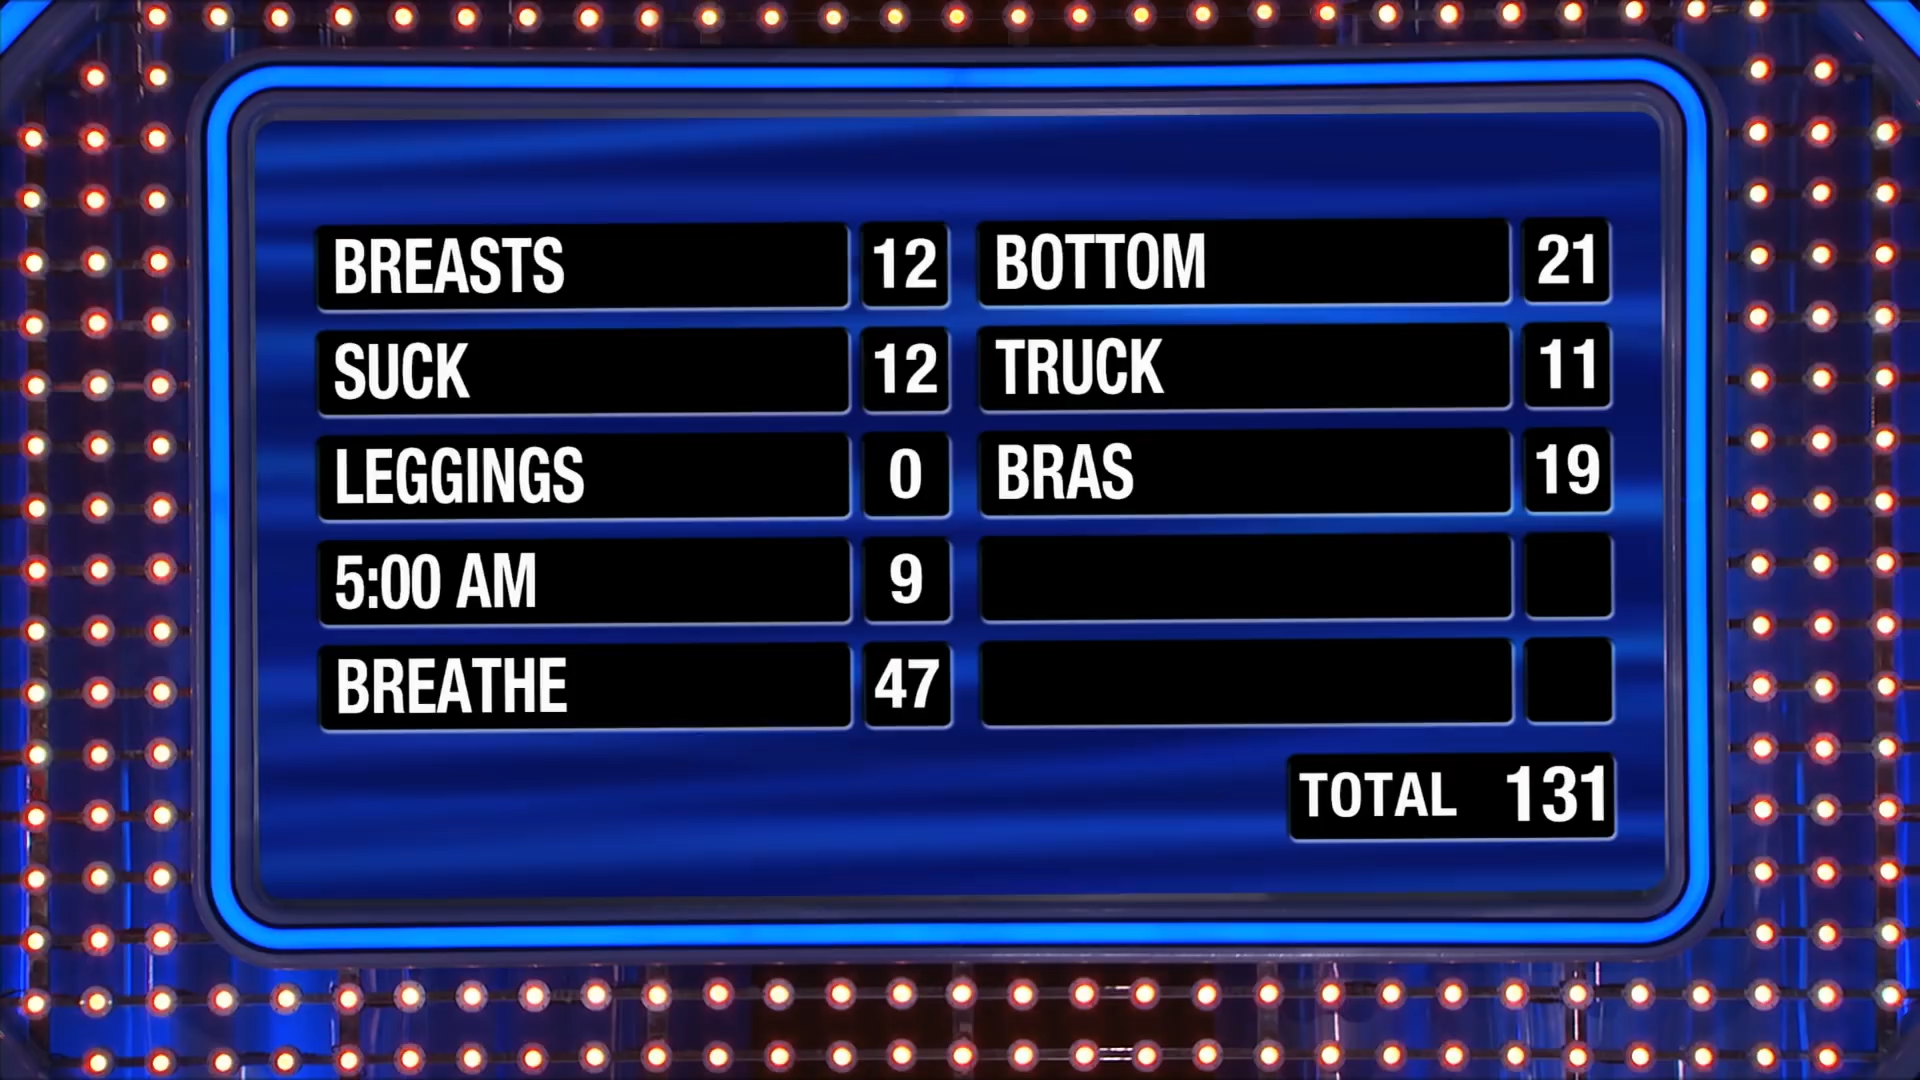 BREASTS 12
SUCK 12
LEGGINGS 0
5:00 AM 9
BREATHE 47
BOTTOM 21
TRUCK 11
BRAS 19
TOTAL 131